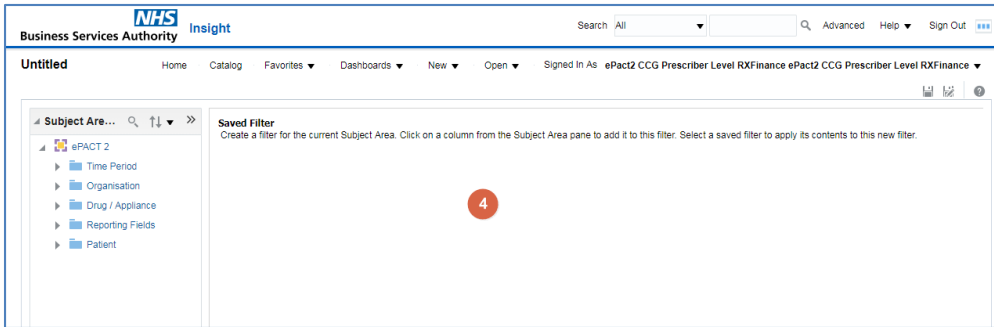 NHS
Business Services Authority Insight Search All Advanced Help Sign Out
Untitled Home Catalog Favorites Dashboards New Open Signed In As ePact2 CCG Prescriber Level RXFinance ePact2 CCG Prescriber Level RXFinance
Subject Are...
ePACT 2
Time Period
Organisation
Drug / Appliance
Reporting Fields
Patient
Saved Filter
Create a filter for the current Subject Area. Click on a column from the Subject Area pane to add it to this filter. Select a saved filter to apply its contents to this new filter.
4